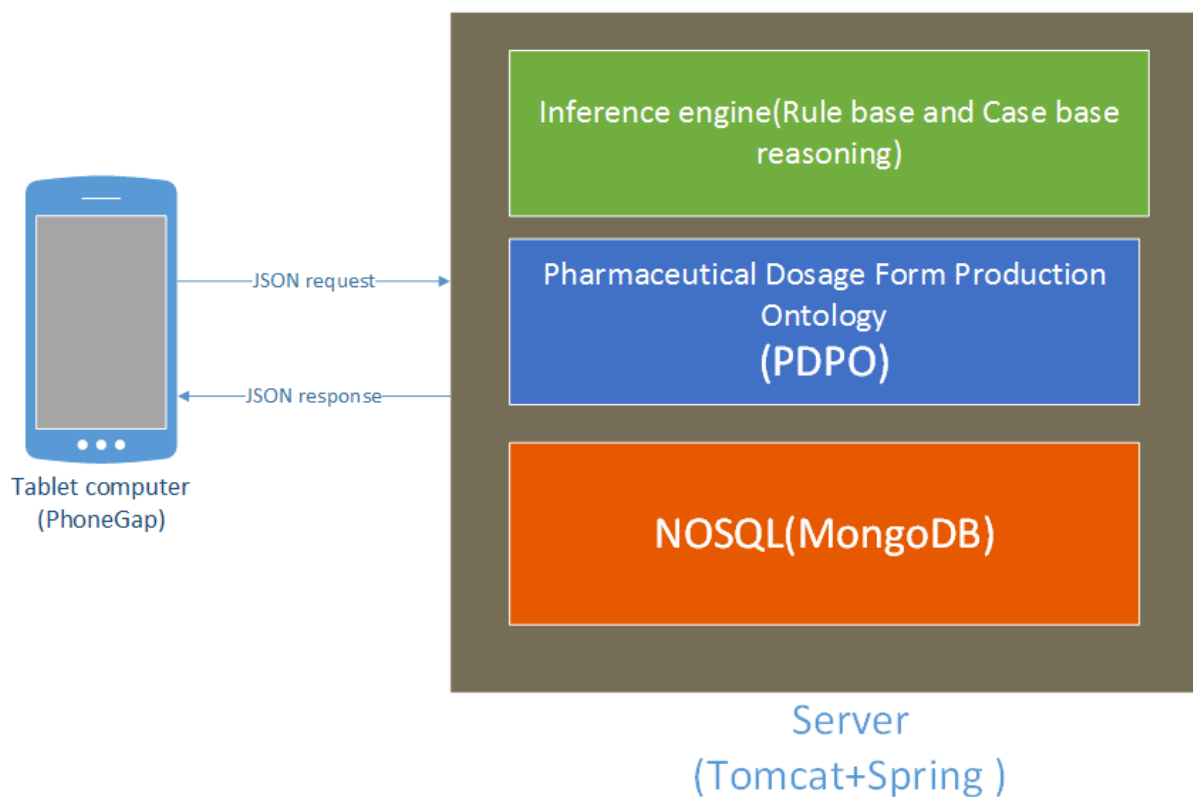 Inference engine(Rule base and Case base
reasoning)
Pharmaceutical Dosage Form Production
Ontology
(PDPO)
JSON request
JSON response
Tablet computer
(PhoneGap)
NOSQL(MongoDB)
Server
(Tomcat+Spring )